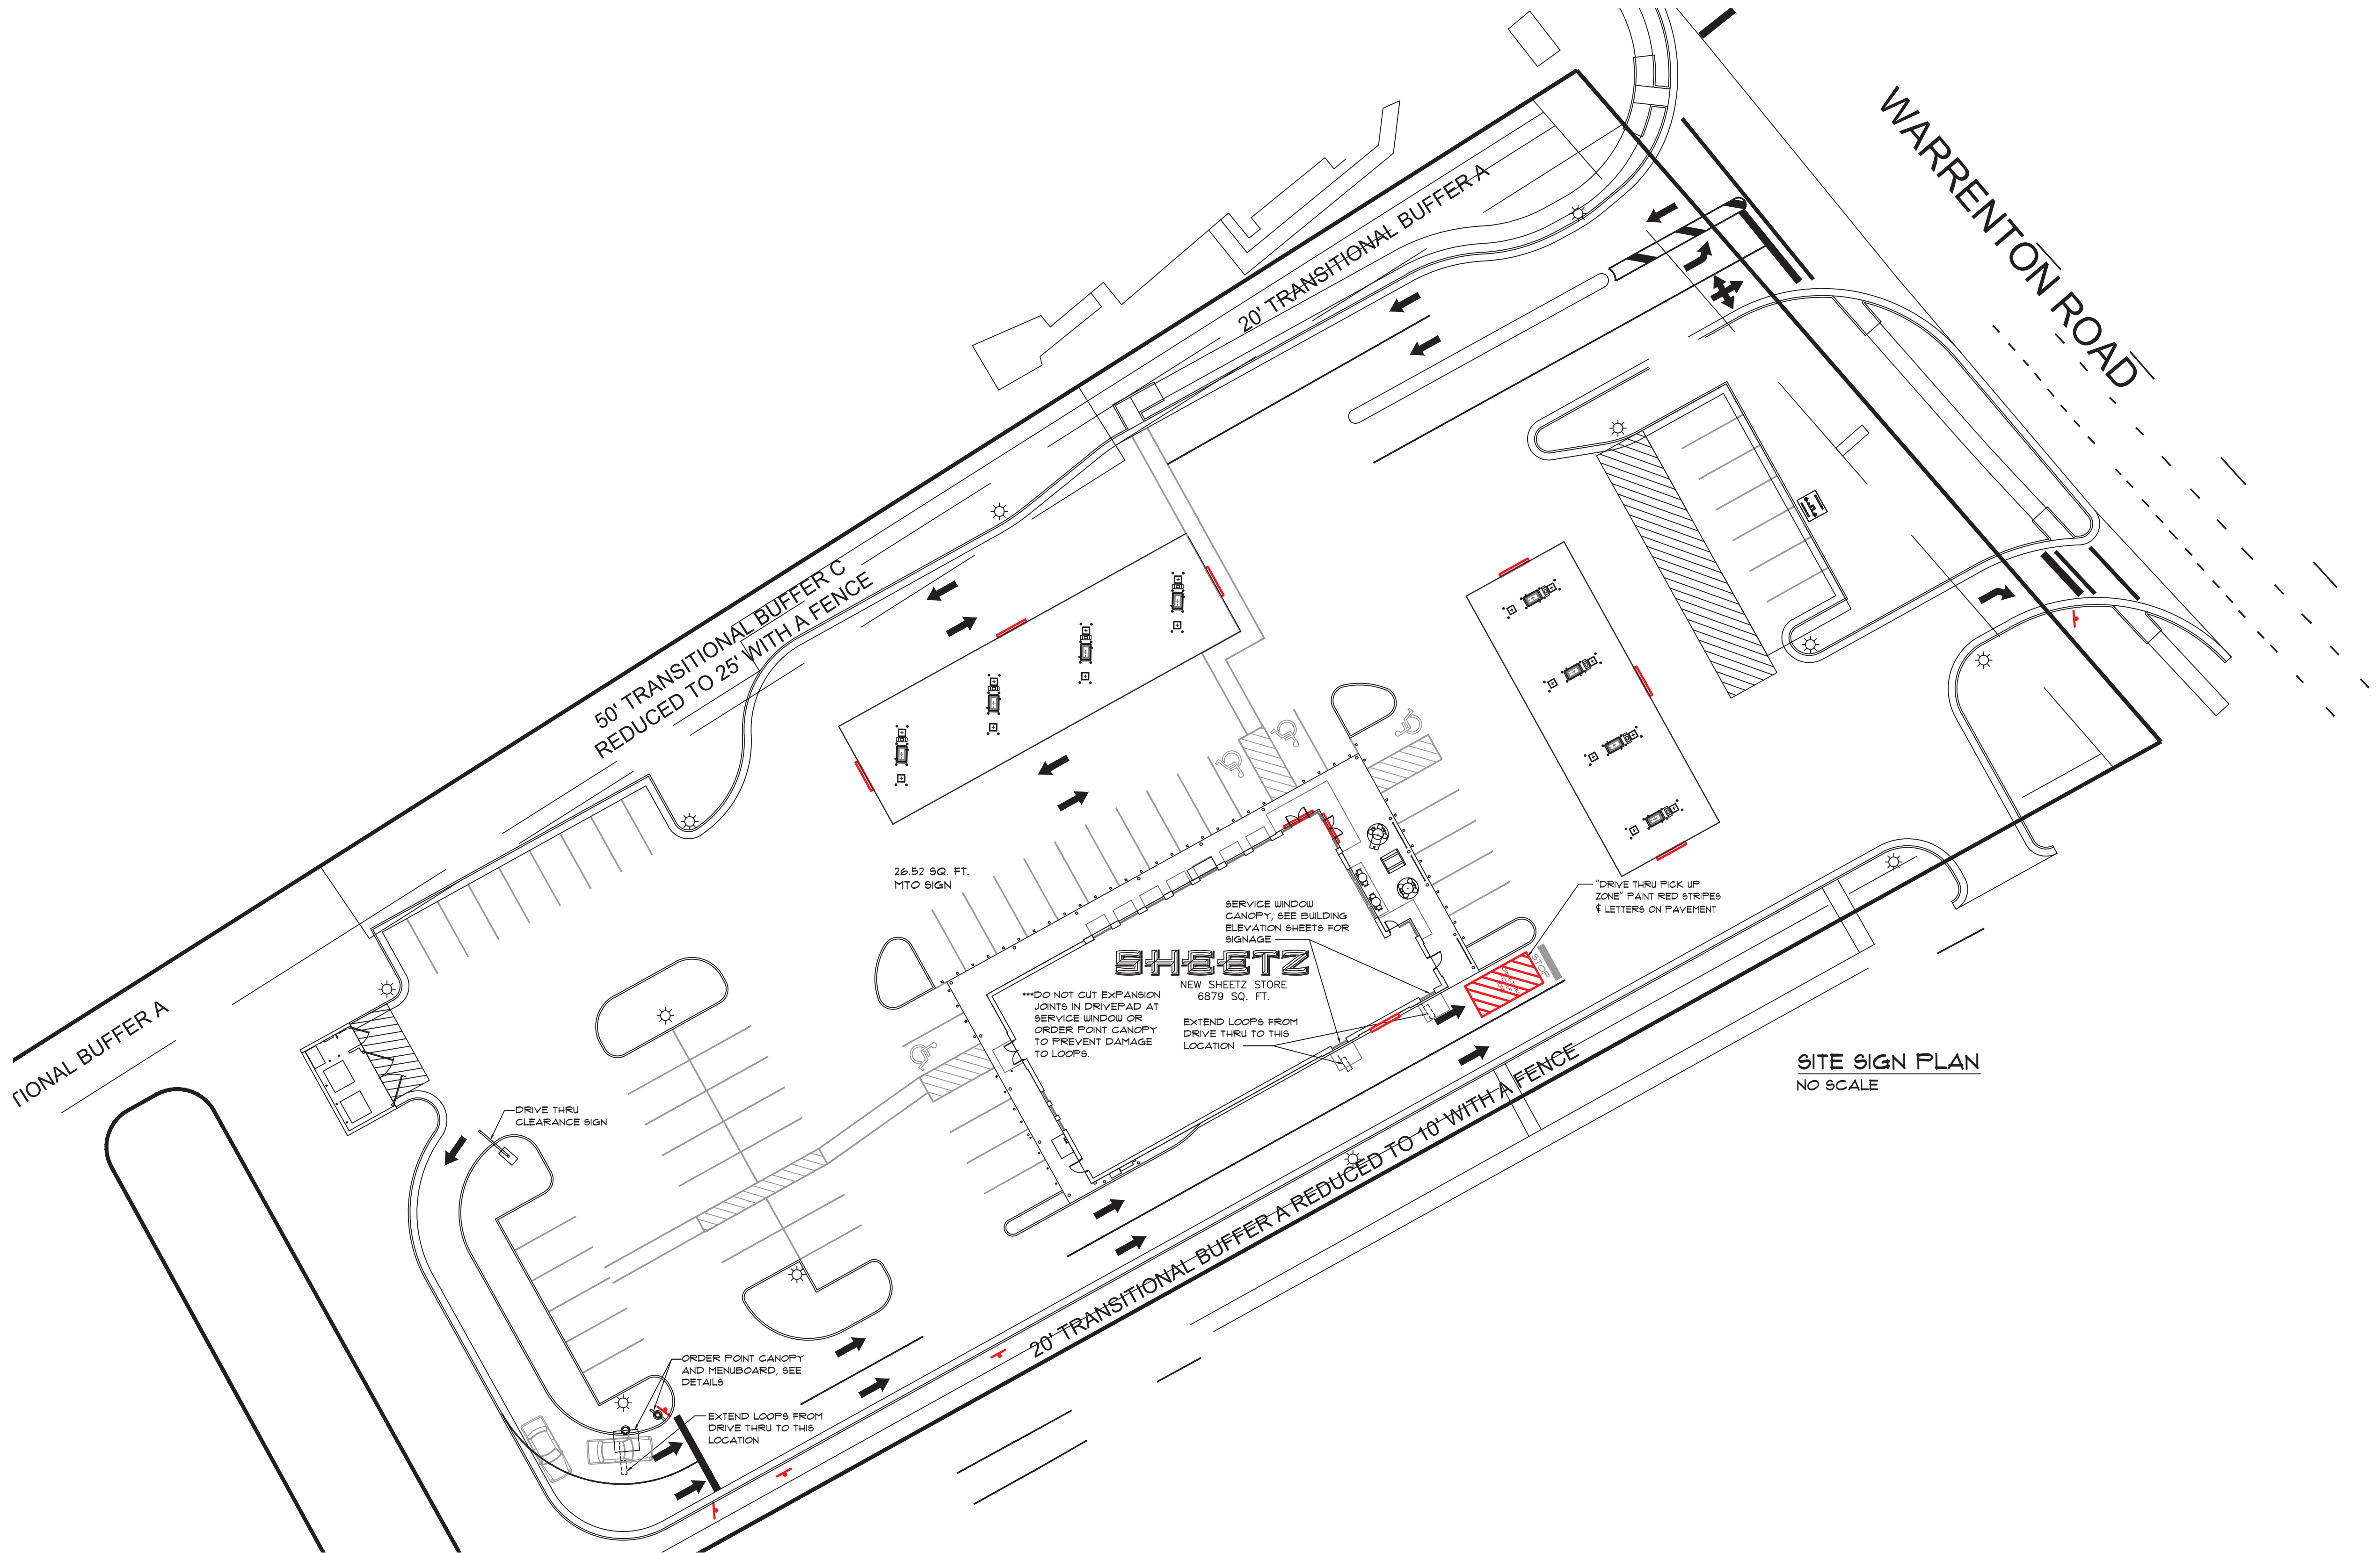 WARRENTON ROAD
20' TRANSITIONAL BUFFER A
50' TRANSITIONAL BUFFER C
REDUCED TO 25' WITH A FENCE
TIONAL BUFFER A
26.52 SQ. FT.
MTO SIGN
"DRIVE THRU PICK UP
ZONE" PAINT RED STRIPES
& LETTERS ON PAVEMENT
SERVICE WINDOW
CANOPY, SEE BUILDING
ELEVATION SHEETS FOR
SIGNAGE
STOP
SHEETZ
NEW SHEETZ STORE
6879 SQ. FT.
***DO NOT CUT EXPANSION
JOINTS IN DRIVEPAD AT
SERVICE WINDOW OR
ORDER POINT CANOPY
TO PREVENT DAMAGE
TO LOOPS.
EXTEND LOOPS FROM
DRIVE THRU TO THIS
LOCATION
SITE SIGN PLAN
NO SCALE
DRIVE THRU
CLEARANCE SIGN
20' TRANSITIONAL BUFFER A REDUCED TO 10' WITH A FENCE
ORDER POINT CANOPY
AND MENUBOARD, SEE
DETAILS
EXTEND LOOPS FROM
DRIVE THRU TO THIS
LOCATION